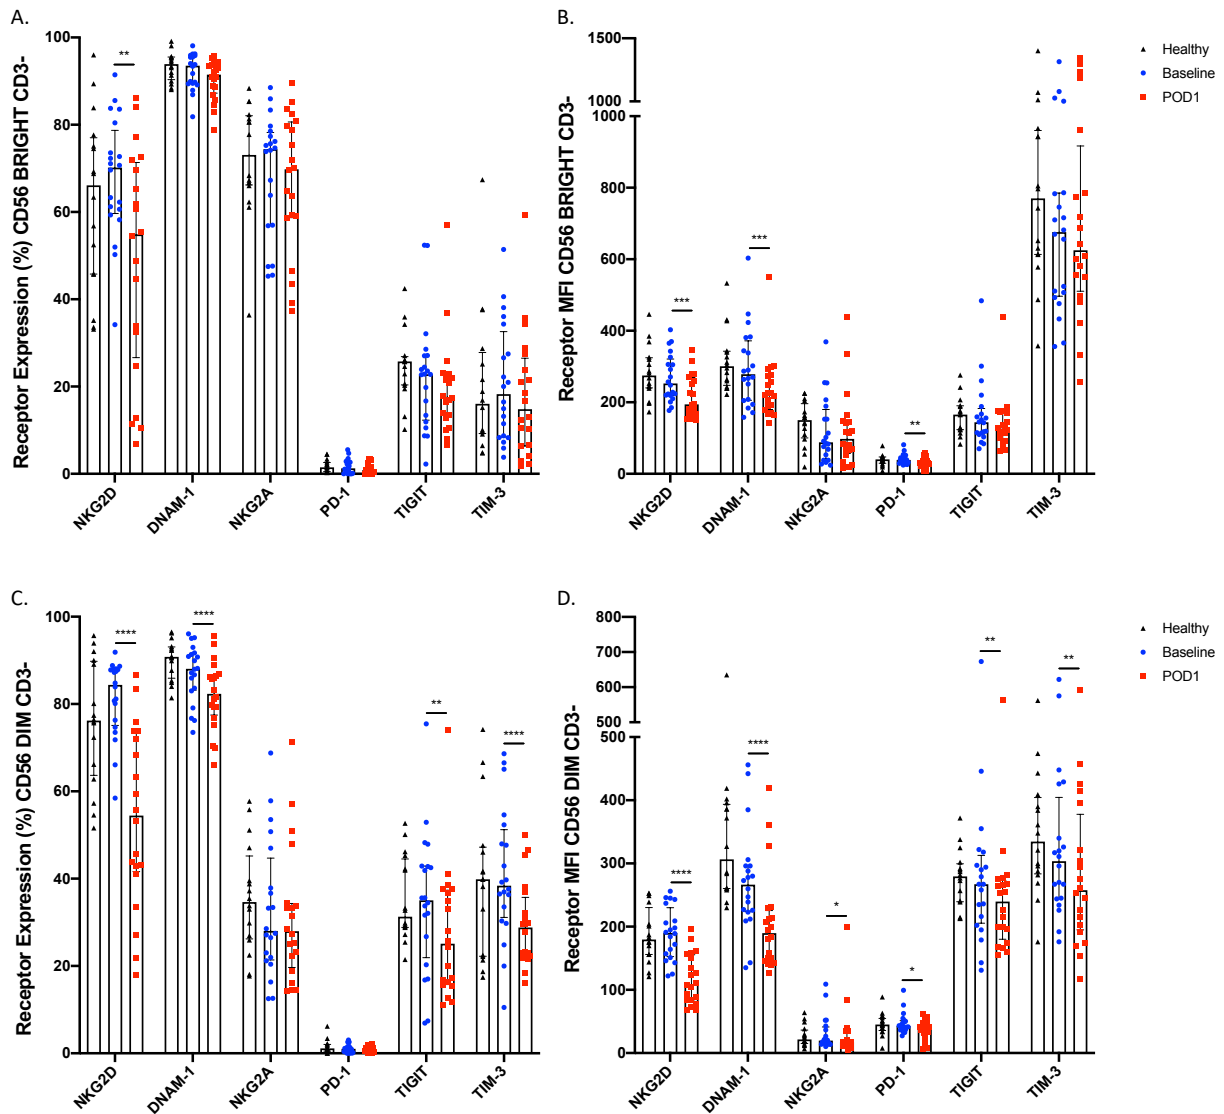 A.
Receptor Expression (%) CD56 BRIGHT CD3-
100
80
60
40
20
0
**
NKG2D
DNAM-1
NKG2A
PD-1
TIGIT
TIM-3
B.
Receptor MFI CD56 BRIGHT CD3-
1500
1000
1000
800
600
400
200
0
***
***
**
NKG2D
DNAM-1
NKG2A
PD-1
TIGIT
TIM-3
Healthy
Baseline
POD1
C.
Receptor Expression (%) CD56 DIM CD3-
100
80
60
40
20
0
****
****
**
****
NKG2D
DNAM-1
NKG2A
PD-1
TIGIT
TIM-3
D.
Receptor MFI CD56 DIM CD3-
800
700
600
500
500
400
300
200
100
0
****
****
*
*
**
**
NKG2D
DNAM-1
NKG2A
PD-1
TIGIT
TIM-3
Healthy
Baseline
POD1